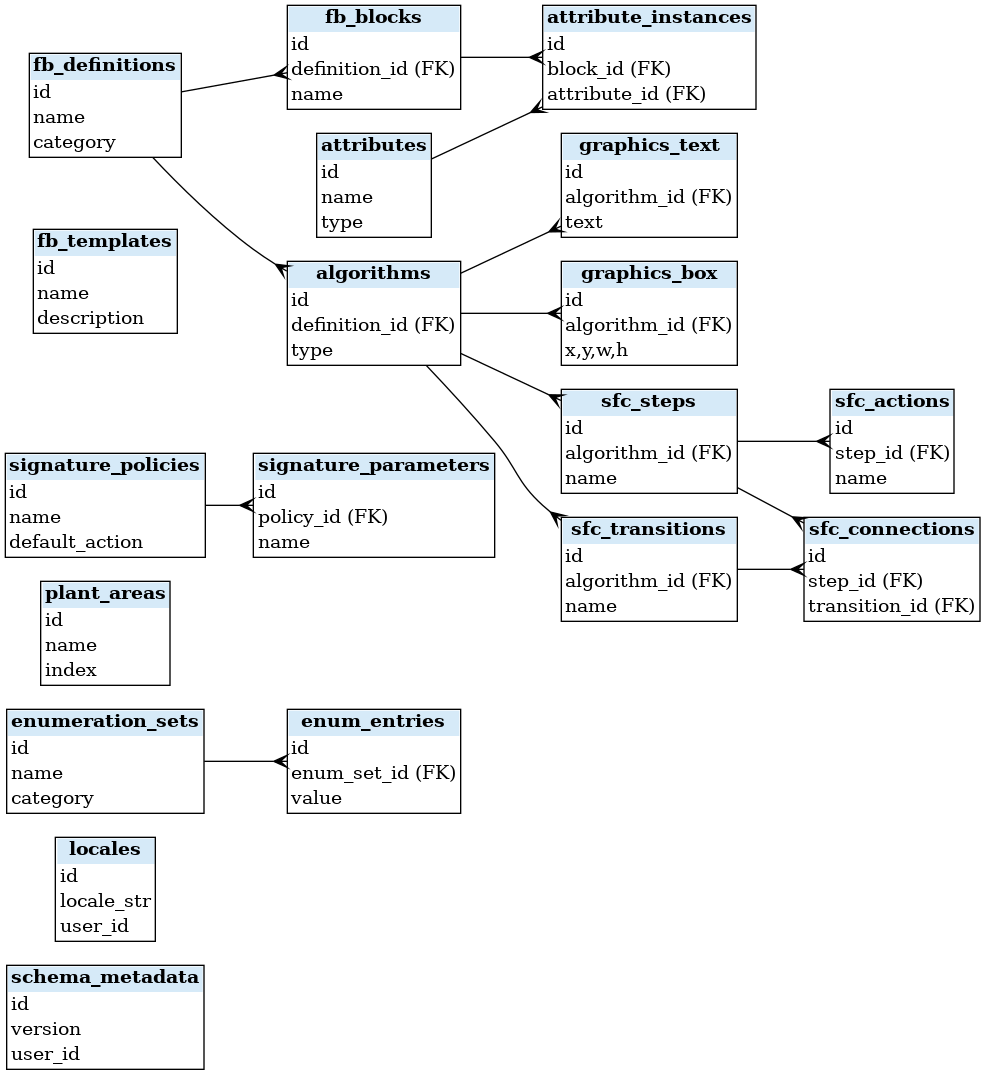 fb_definitions
id
name
category
fb_blocks
id
definition_id (FK)
name
attribute_instances
id
block_id (FK)
attribute_id (FK)
attributes
id
name
type
graphics_text
id
algorithm_id (FK)
text
fb_templates
id
name
description
algorithms
id
definition_id (FK)
type
graphics_box
id
algorithm_id (FK)
x,y,w,h
sfc_steps
id
algorithm_id (FK)
name
sfc_actions
id
step_id (FK)
name
signature_policies
id
name
default_action
signature_parameters
id
policy_id (FK)
name
sfc_transitions
id
algorithm_id (FK)
name
sfc_connections
id
step_id (FK)
transition_id (FK)
plant_areas
id
name
index
enumeration_sets
id
name
category
enum_entries
id
enum_set_id (FK)
value
locales
id
locale_str
user_id
schema_metadata
id
version
user_id